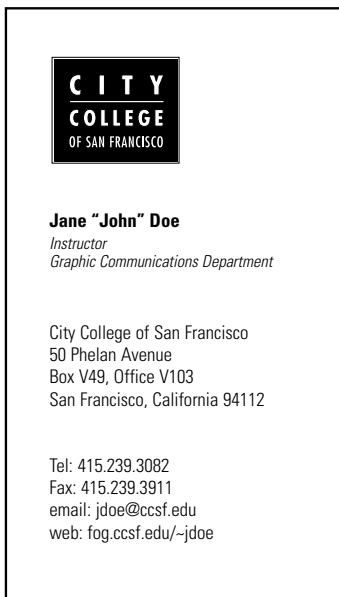 CITY
COLLEGE
OF SAN FRANCISCO
Jane “John” Doe
Instructor
Graphic Communications Department
City College of San Francisco
50 Phelan Avenue
Box V49, Office V103
San Francisco, California 94112
Tel: 415.239.3082
Fax: 415.239.3911
email: jdoe@ccsf.edu
web: fog.ccsf.edu/~jdoe